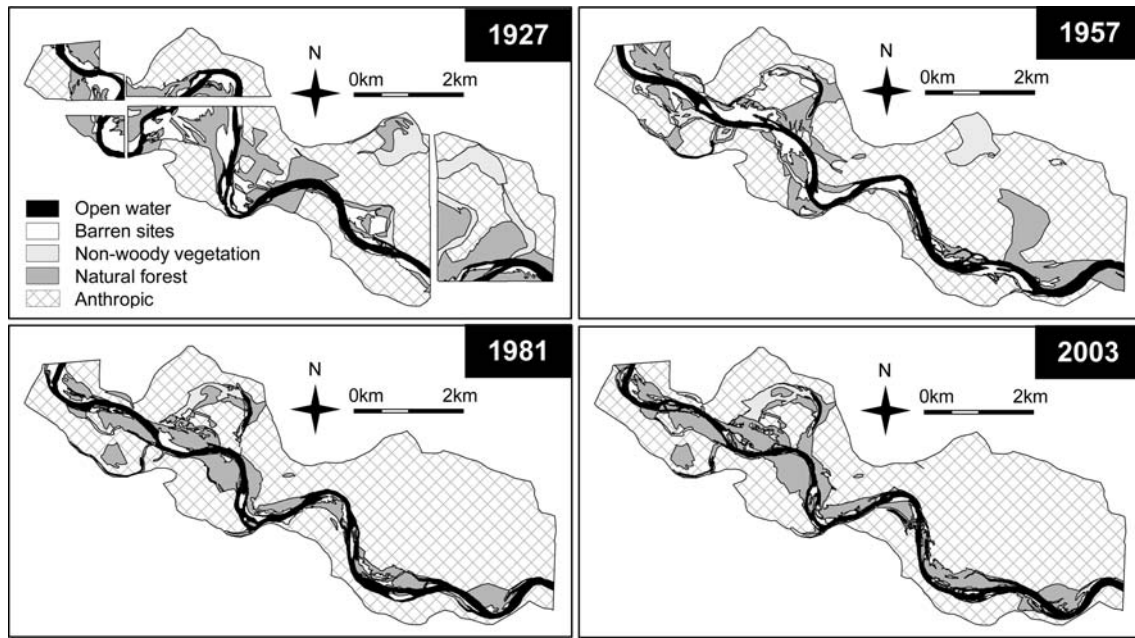 1927
N
0km 2km
Open water
Barren sites
Non-woody vegetation
Natural forest
Anthropic
1957
N
0km 2km
1981
N
0km 2km
2003
N
0km 2km